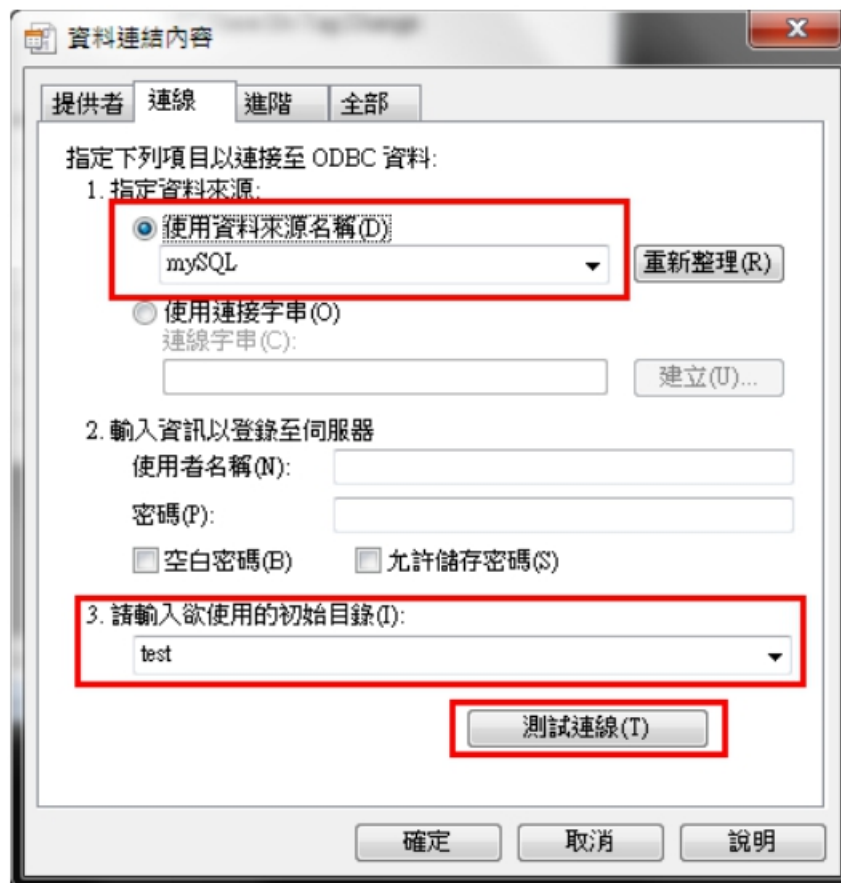 資料連結內容
提供者 連線 進階 全部
指定下列項目以連接至 ODBC 資料:
1. 指定資料來源:
使用資料來源名稱(D)
mySQL 重新整理(R)
使用連接字串(O)
連線字串(C):
建立(U)...
2. 輸入資訊以登錄至伺服器
使用者名稱(N):
密碼(P):
空白密碼(B) 允許儲存密碼(S)
3. 請輸入欲使用的初始目錄(I):
test
測試連線(T)
確定 取消 說明